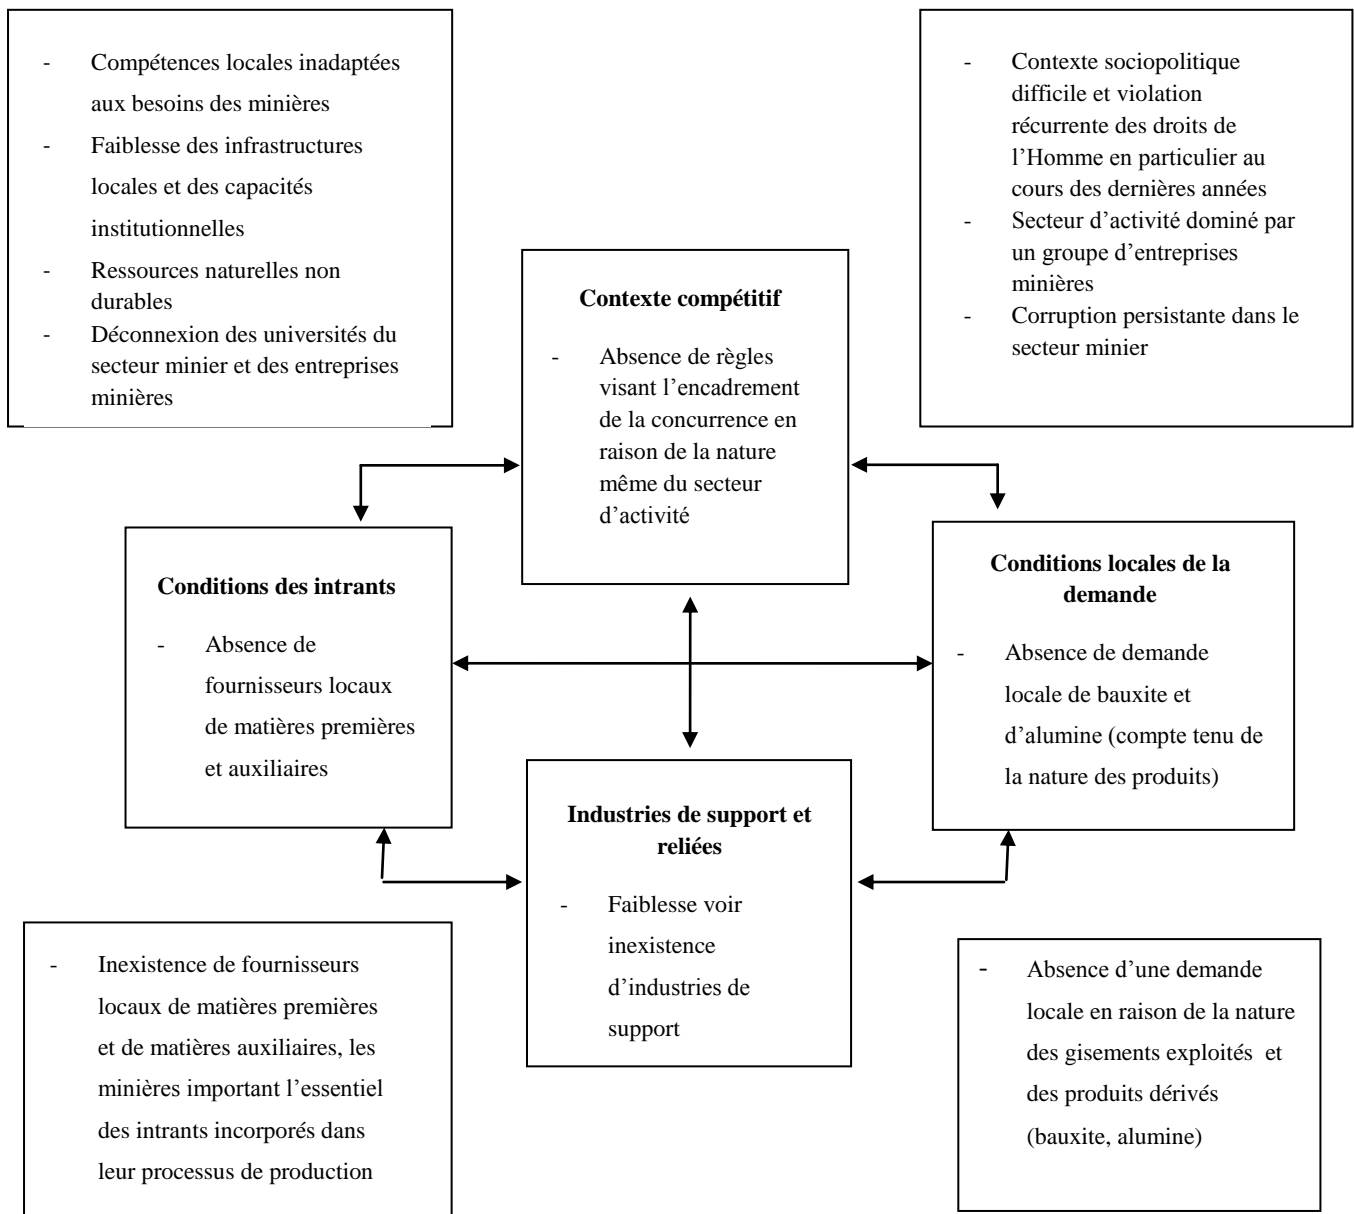 - Compétences locales inadaptées
aux besoins des minières
- Faiblesse des infrastructures
locales et des capacités
institutionnelles
- Ressources naturelles non
durables
- Déconnexion des universités du
secteur minier et des entreprises
minières
- Contexte sociopolitique
difficile et violation
récurrente des droits de
l’Homme en particulier au
cours des dernières années
- Secteur d’activité dominé par
un groupe d’entreprises
minières
- Corruption persistante dans le
secteur minier
Contexte compétitif
- Absence de règles
visant l’encadrement
de la concurrence en
raison de la nature
même du secteur
d’activité
Conditions des intrants
- Absence de
fournisseurs locaux
de matières premières
et auxiliaires
Conditions locales de la
demande
- Absence de demande
locale de bauxite et
d’alumine (compte tenu de
la nature des produits)
Industries de support et
reliées
- Faiblesse voir
inexistence
d’industries de
support
- Inexistence de fournisseurs
locaux de matières premières
et de matières auxiliaires, les
minières important l’essentiel
des intrants incorporés dans
leur processus de production
- Absence d’une demande
locale en raison de la nature
des gisements exploités et
des produits dérivés
(bauxite, alumine)